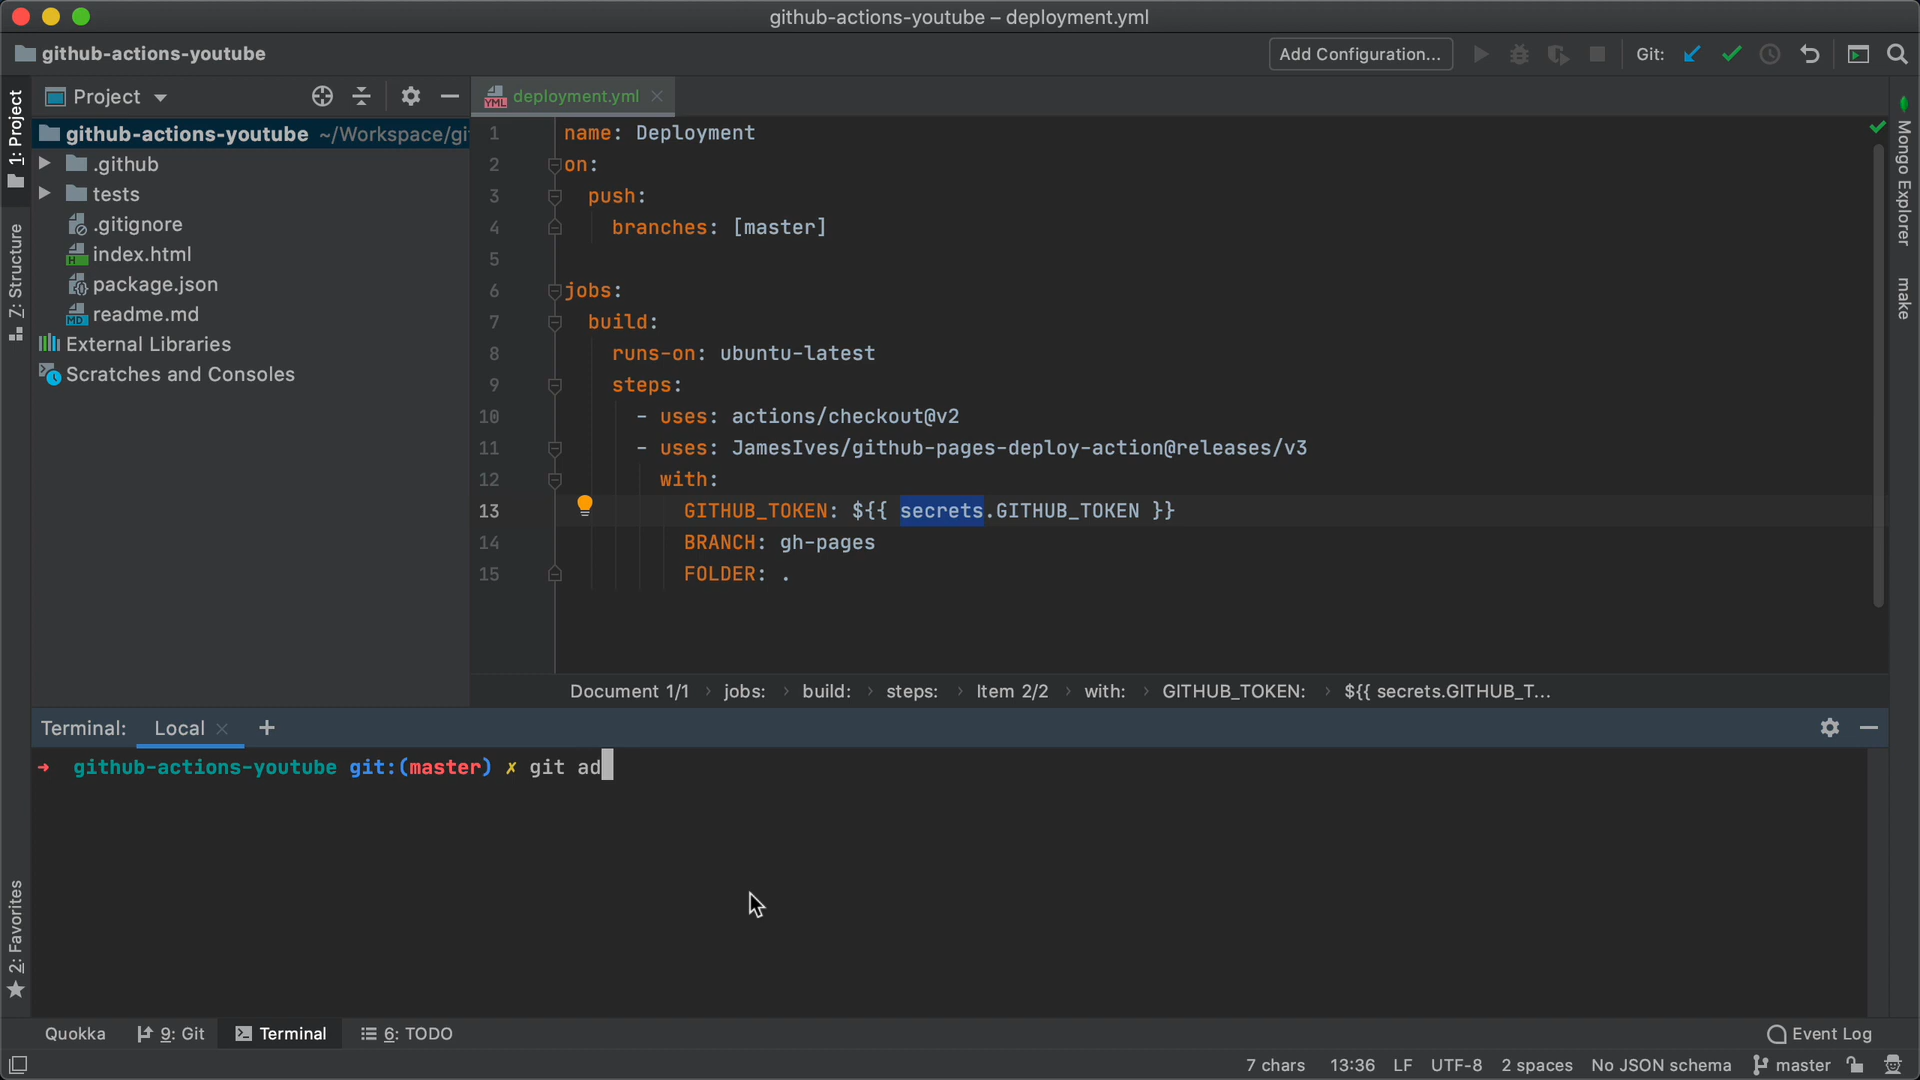 github-actions-youtube – deployment.yml
github-actions-youtube
Add Configuration...
Git:
1: Project
Z: Structure
2: Favorites
Project
github-actions-youtube ~/Workspace/gi
.github
tests
.gitignore
index.html
package.json
readme.md
External Libraries
Scratches and Consoles
deployment.yml
1 name: Deployment
2 on:
3 push:
4 branches: [master]
5
6 jobs:
7 build:
8 runs-on: ubuntu-latest
9 steps:
10 - uses: actions/checkout@v2
11 - uses: JamesIves/github-pages-deploy-action@releases/v3
12 with:
13 GITHUB_TOKEN: ${{ secrets.GITHUB_TOKEN }}
14 BRANCH: gh-pages
15 FOLDER: .
Mongo Explorer
make
Document 1/1 › jobs: › build: › steps: › Item 2/2 › with: › GITHUB_TOKEN: › ${{ secrets.GITHUB_T...
Terminal: Local +
➜ github-actions-youtube git:(master) ✗ git ad
Quokka
9: Git
Terminal
6: TODO
Event Log
7 chars 13:36 LF UTF-8 2 spaces No JSON schema master